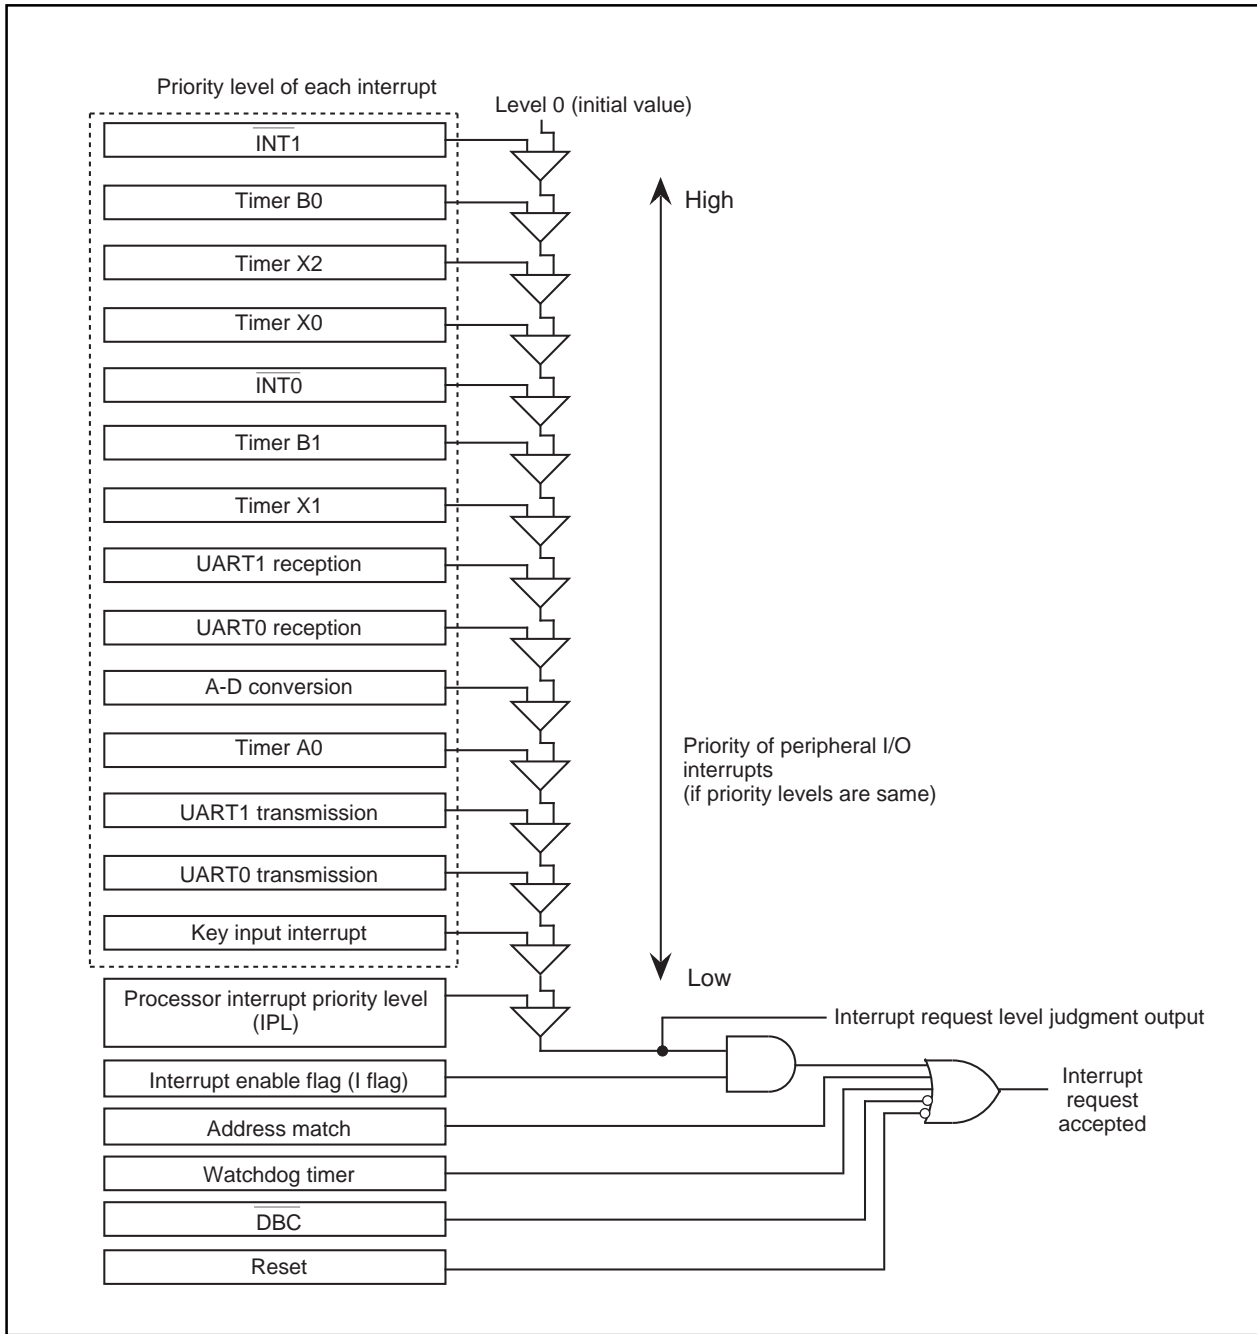 Priority level of each interrupt
Level 0 (initial value)
INT1
High
Timer B0
Timer X2
Timer X0
INT0
Timer B1
Timer X1
UART1 reception
UART0 reception
A-D conversion
Timer A0
Priority of peripheral I/O
interrupts
(if priority levels are same)
UART1 transmission
UART0 transmission
Key input interrupt
Low
Processor interrupt priority level
(IPL)
Interrupt request level judgment output
Interrupt enable flag (I flag)
Interrupt
request
accepted
Address match
Watchdog timer
DBC
Reset